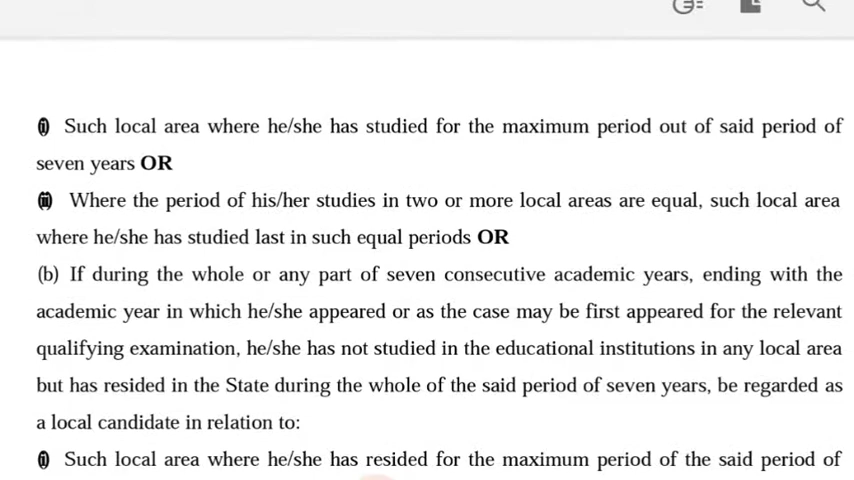 (i) Such local area where he/she has studied for the maximum period out of said period of
seven years OR
(ii) Where the period of his/her studies in two or more local areas are equal, such local area
where he/she has studied last in such equal periods OR
(b) If during the whole or any part of seven consecutive academic years, ending with the
academic year in which he/she appeared or as the case may be first appeared for the relevant
qualifying examination, he/she has not studied in the educational institutions in any local area
but has resided in the State during the whole of the said period of seven years, be regarded as
a local candidate in relation to:
(i) Such local area where he/she has resided for the maximum period of the said period of